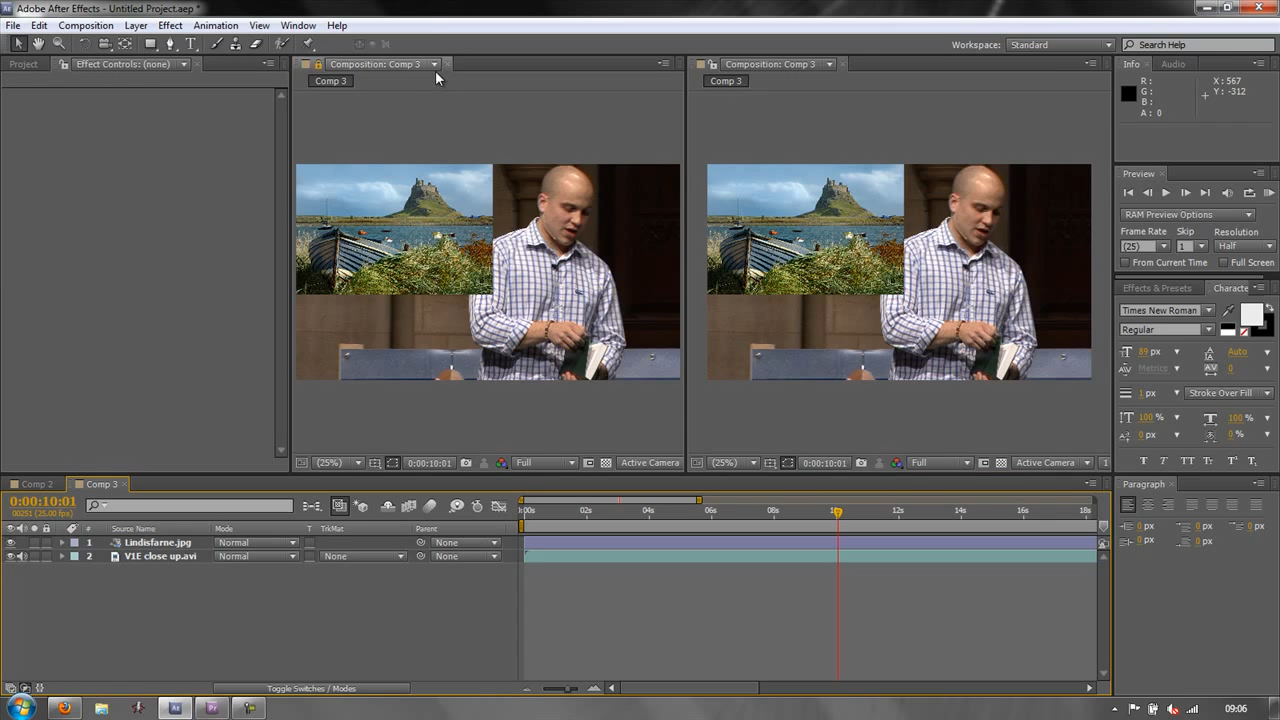 Adobe After Effects - Untitled Project.aep *
File Edit Composition Layer Effect Animation View Window Help
Workspace: Standard Search Help
Project Effect Controls: (none) Composition: Comp 3 Composition: Comp 3 Info Audio
Comp 3 Comp 3
R: X: 567
G: Y: -312
B:
A: 0
Preview
RAM Preview Options
Frame Rate Skip Resolution
(25) 1 Half
From Current Time Full Screen
Effects & Presets Characte
Times New Roman
Regular
89 px Auto
Metrics 0
1 px Stroke Over Fill
100 % 100 %
0 px 0 %
T T TT Tr T¹ T₁
(25%) 0:00:10:01 Full Active Camera (25%) 0:00:10:01 Full Active Camera
Comp 2 Comp 3 Paragraph
0:00:10:01
00251 (25.00 fps)
:00s 02s 04s 06s 08s 10s 12s 14s 16s 18s
0 px 0 px 0 px
0 px 0 px
# Source Name Mode T TrkMat Parent
1 Lindisfarne.jpg Normal None
2 V1E close up.avi Normal None None
Toggle Switches / Modes
Ae Pr 09:06